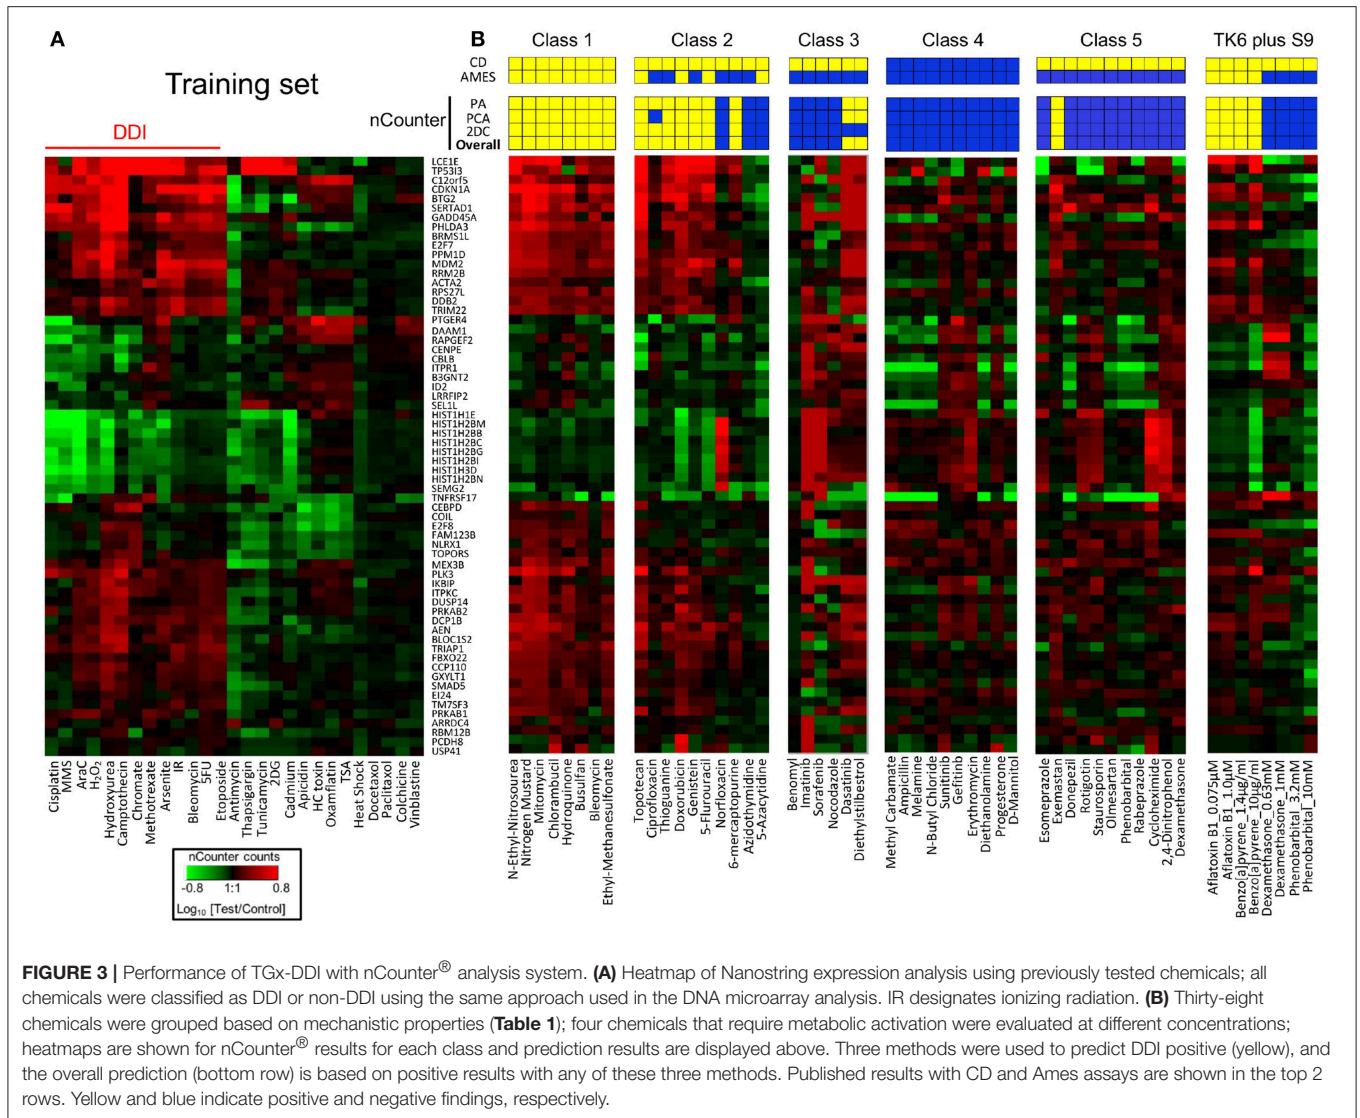 A
Training set
DDI
B
Class 1
Class 2
Class 3
Class 4
Class 5
TK6 plus S9
CD
AMES
nCounter
PA
PCA
2DC
Overall
LCE1E
TP53I3
C12orf5
CDKN1A
BTG2
SERTAD1
GADD45A
PHLDA3
BRMS1L
E2F7
PPM1D
MDM2
RRM2B
ACTA2
RPS27L
DDB2
TRIM22
PTGER4
DAAM1
RAPGEF2
CENPE
CBLB
ITPR1
B3GNT2
ID2
LRRFIP2
SEL1L
HIST1H1E
HIST1H2BM
HIST1H2BB
HIST1H2BC
HIST1H2BG
HIST1H2BI
HIST1H3D
HIST1H2BN
SEMG2
TNFRSF17
CEBPD
COIL
E2F8
FAM123B
NLRX1
TOPORS
MEX3B
PLK3
IKBIP
ITPKC
DUSP14
PRKAB2
DCP1B
AEN
BLOC1S2
TRIAP1
FBXO22
CCP110
GXYLT1
SMAD5
EI24
TM7SF3
PRKAB1
ARRDC4
RBM12B
PCDH8
USP41
Cisplatin
MMS
AraC
H₂O₂
Hydroxyurea
Camptothecin
Chromate
Methotrexate
Arsenite
IR
Bleomycin
5FU
Etoposide
Antimycin
Thapsigargin
Tunicamycin
2DG
Cadmium
Apicidin
HC toxin
Oxamflatin
TSA
Heat Shock
Docetaxol
Paclitaxol
Colchicine
Vinblastine
N-Ethyl-Nitrosourea
Nitrogen Mustard
Mitomycin
Chlorambucil
Hydroquinone
Busulfan
Bleomycin
Ethyl-Methanesulfonate
Topotecan
Ciprofloxacin
Thioguanine
Doxorubicin
Genistein
5-Flurouracil
Norfloxacin
6-mercaptopurine
Azidothymidine
5-Azacytidine
Benomyl
Imatinib
Sorafenib
Nocodazole
Dasatinib
Diethylstilbestrol
Methyl Carbamate
Ampicillin
Melamine
N-Butyl Chloride
Sunitinib
Gefitinb
Erythromycin
Diethanolamine
Progesterone
D-Mannitol
Esomeprazole
Exemastan
Donepezil
Rotigotin
Staurosporin
Olmesartan
Phenobarbital
Rabeprazole
Cycloheximide
2,4-Dinitrophenol
Dexamethasone
Aflatoxin B1_0.075µM
Aflatoxin B1_1.0µM
Benzo[a]pyrene_1.4µg/ml
Benzo[a]pyrene_10µg/ml
Dexamethasone_0.63mM
Dexamethasone_1mM
Phenobarbital_3.2mM
Phenobarbital_10mM
nCounter counts
-0.8 1:1 0.8
Log₁₀ [Test/Control]
FIGURE 3 | Performance of TGx-DDI with nCounter® analysis system. (A) Heatmap of Nanostring expression analysis using previously tested chemicals; all
chemicals were classified as DDI or non-DDI using the same approach used in the DNA microarray analysis. IR designates ionizing radiation. (B) Thirty-eight
chemicals were grouped based on mechanistic properties (Table 1); four chemicals that require metabolic activation were evaluated at different concentrations;
heatmaps are shown for nCounter® results for each class and prediction results are displayed above. Three methods were used to predict DDI positive (yellow), and
the overall prediction (bottom row) is based on positive results with any of these three methods. Published results with CD and Ames assays are shown in the top 2
rows. Yellow and blue indicate positive and negative findings, respectively.